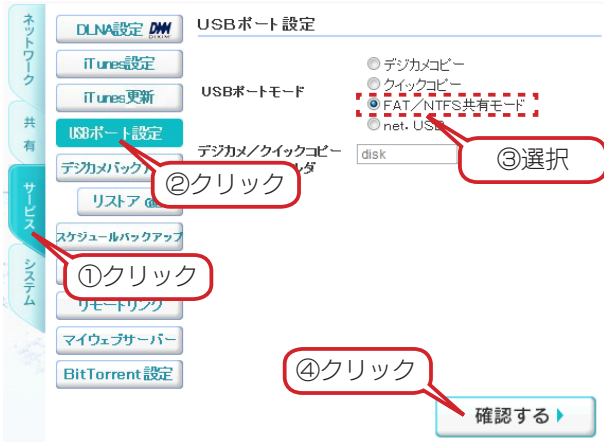 ネットワーク
共有
サービス
システム
DLNA設定 DiXiM
iTunes設定
iTunes更新
USBポート設定
デジカメバックア
リストア
スケジュールバックアップ
リモートリンク
マイウェブサーバー
BitTorrent設定
USBポート設定
USBポートモード
デジカメコピー
クイックコピー
FAT／NTFS共有モード
net.USB
デジカメ／クイックコピー
ルダ
disk
①クリック
②クリック
③選択
④クリック
確認する